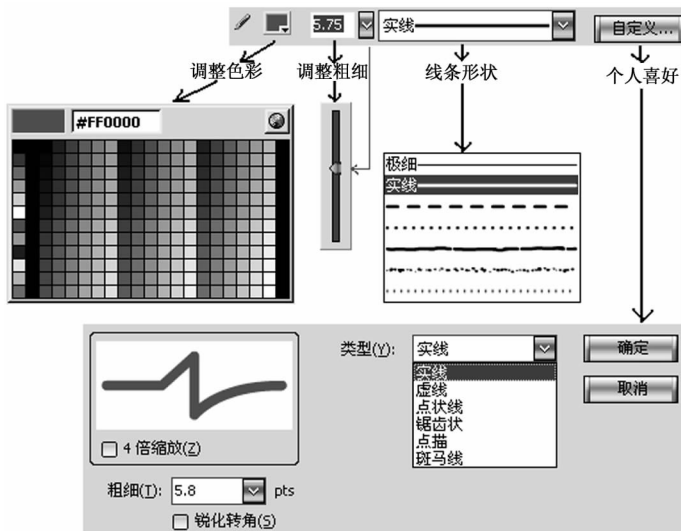 5.75 实线 自定义...
调整色彩 调整粗细 线条形状 个人喜好
#FF0000
极细
实线
类型(Y): 实线 确定
实线
虚线
点状线
锯齿状
点描
斑马线
取消
4 倍缩放(Z)
粗细(T): 5.8 pts
锐化转角(S)